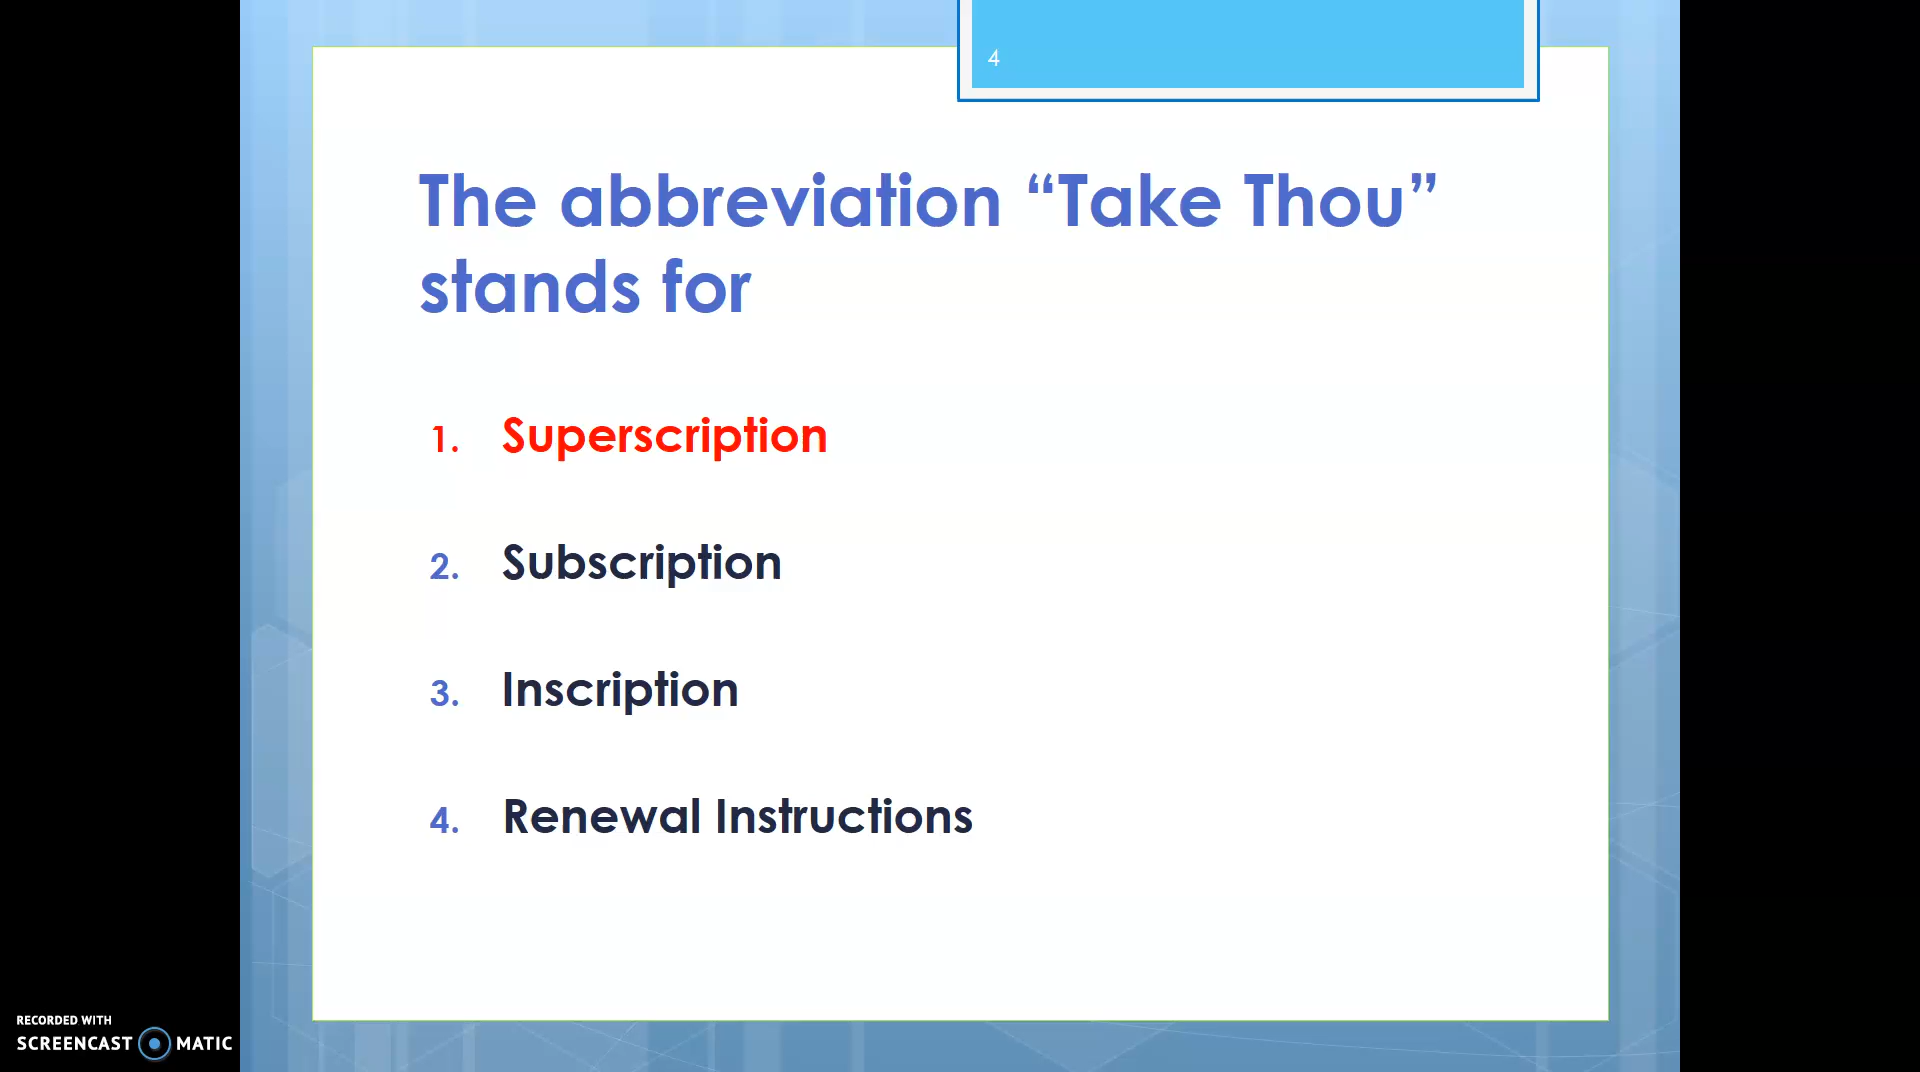 4
The abbreviation “Take Thou”
stands for
1. Superscription
2. Subscription
3. Inscription
4. Renewal Instructions
RECORDED WITH
SCREENCAST MATIC